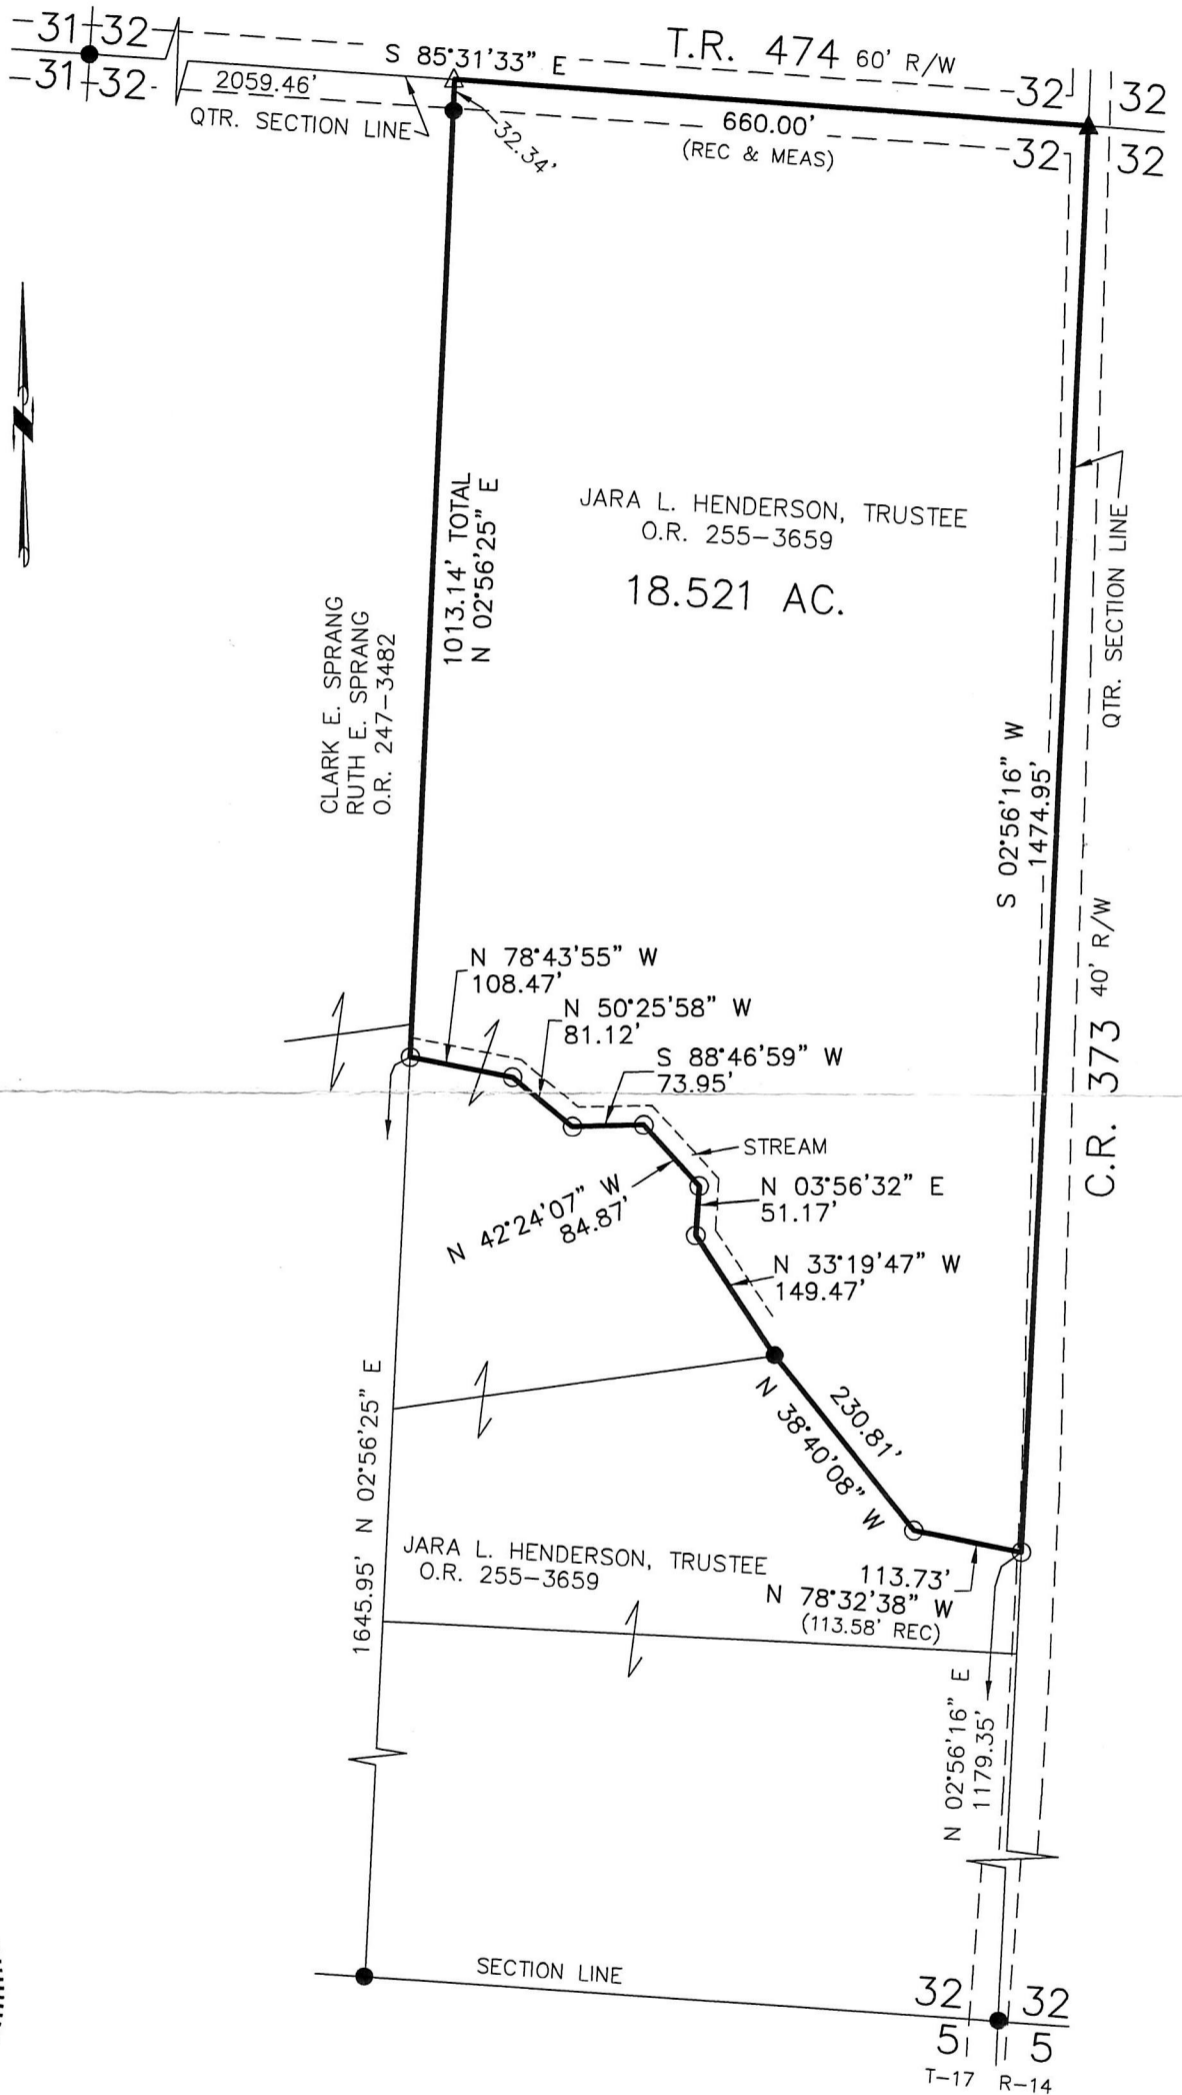 31 32
31 32
S 85°31'33" E
T.R. 474 60' R/W
2059.46'
QTR. SECTION LINE
32.34'
660.00'
(REC & MEAS)
32 32
32 32
N
1013.14' TOTAL
N 02°56'25" E
JARA L. HENDERSON, TRUSTEE
O.R. 255-3659
18.521 AC.
QTR. SECTION LINE
CLARK E. SPRANG
RUTH E. SPRANG
O.R. 247-3482
S 02°56'16" W
1474.95'
C.R. 373 40' R/W
N 78°43'55" W
108.47'
N 50°25'58" W
81.12'
S 88°46'59" W
73.95'
STREAM
N 42°24'07" W
84.87'
N 03°56'32" E
51.17'
N 33°19'47" W
149.47'
230.81'
N 38°40'08" W
1645.95' N 02°56'25" E
JARA L. HENDERSON, TRUSTEE
O.R. 255-3659
113.73'
N 78°32'38" W
(113.58' REC)
N 02°56'16" E
1179.35'
SECTION LINE
32 32
5 5
T-17 R-14